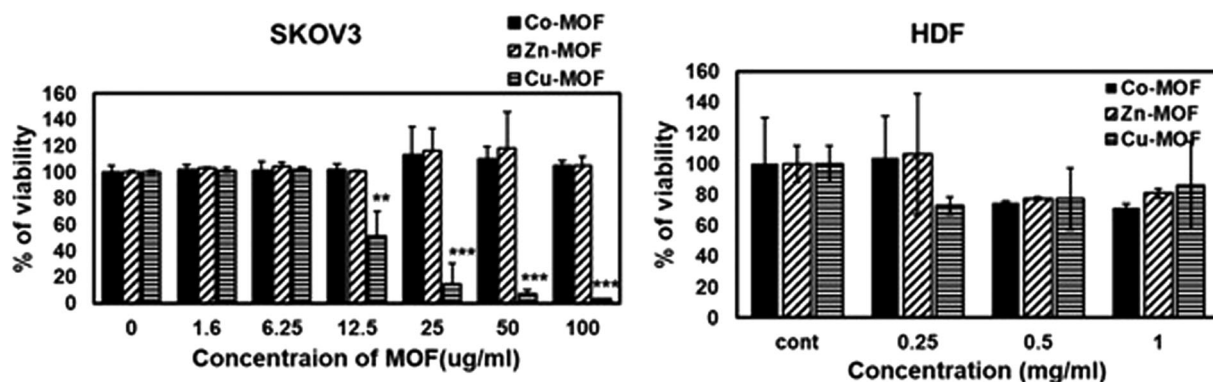 SKOV3
Co-MOF
Zn-MOF
Cu-MOF
% of viability
160
140
120
100
80
60
40
20
0
**
***
***
***
0 1.6 6.25 12.5 25 50 100
Concentraion of MOF(ug/ml)
HDF
Co-MOF
Zn-MOF
Cu-MOF
% of viability
160
140
120
100
80
60
40
20
0
cont 0.25 0.5 1
Concentration (mg/ml)